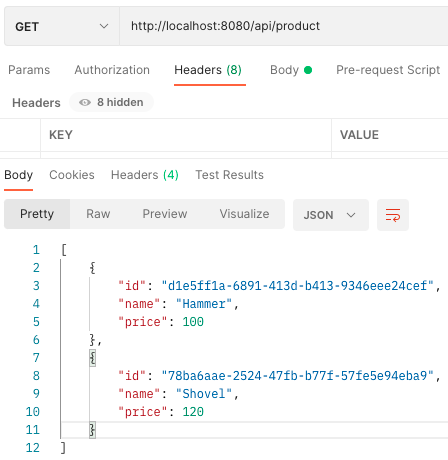 GET http://localhost:8080/api/product
Params Authorization Headers (8) Body Pre-request Script
Headers 8 hidden
KEY VALUE
Body Cookies Headers (4) Test Results
Pretty Raw Preview Visualize JSON
1 [
2 {
3 "id": "d1e5ff1a-6891-413d-b413-9346eee24cef",
4 "name": "Hammer",
5 "price": 100
6 },
7 {
8 "id": "78ba6aae-2524-47fb-b77f-57fe5e94eba9",
9 "name": "Shovel",
10 "price": 120
11 }
12 ]